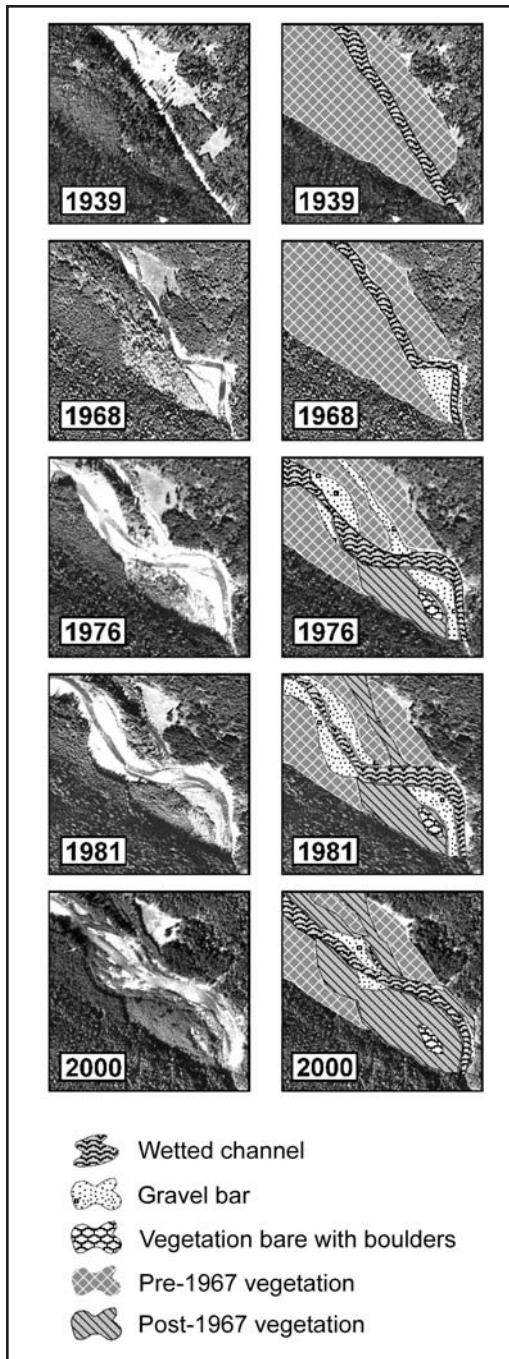 1939 1939
1968 1968
1976 1976
1981 1981
2000 2000
Wetted channel
Gravel bar
Vegetation bare with boulders
Pre-1967 vegetation
Post-1967 vegetation